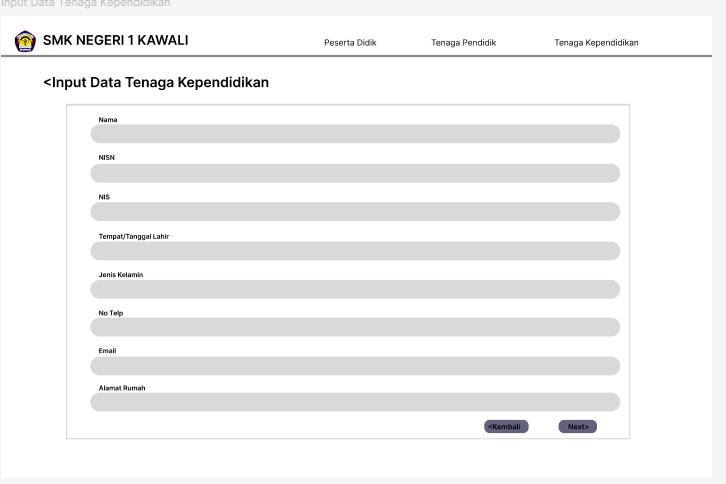 Input Data Tenaga Kependidikan
SMK NEGERI 1 KAWALI
Peserta Didik
Tenaga Pendidik
Tenaga Kependidikan
<Input Data Tenaga Kependidikan
Nama
NISN
NIS
Tempat/Tanggal Lahir
Jenis Kelamin
No Telp
Email
Alamat Rumah
<Kembali
Next>